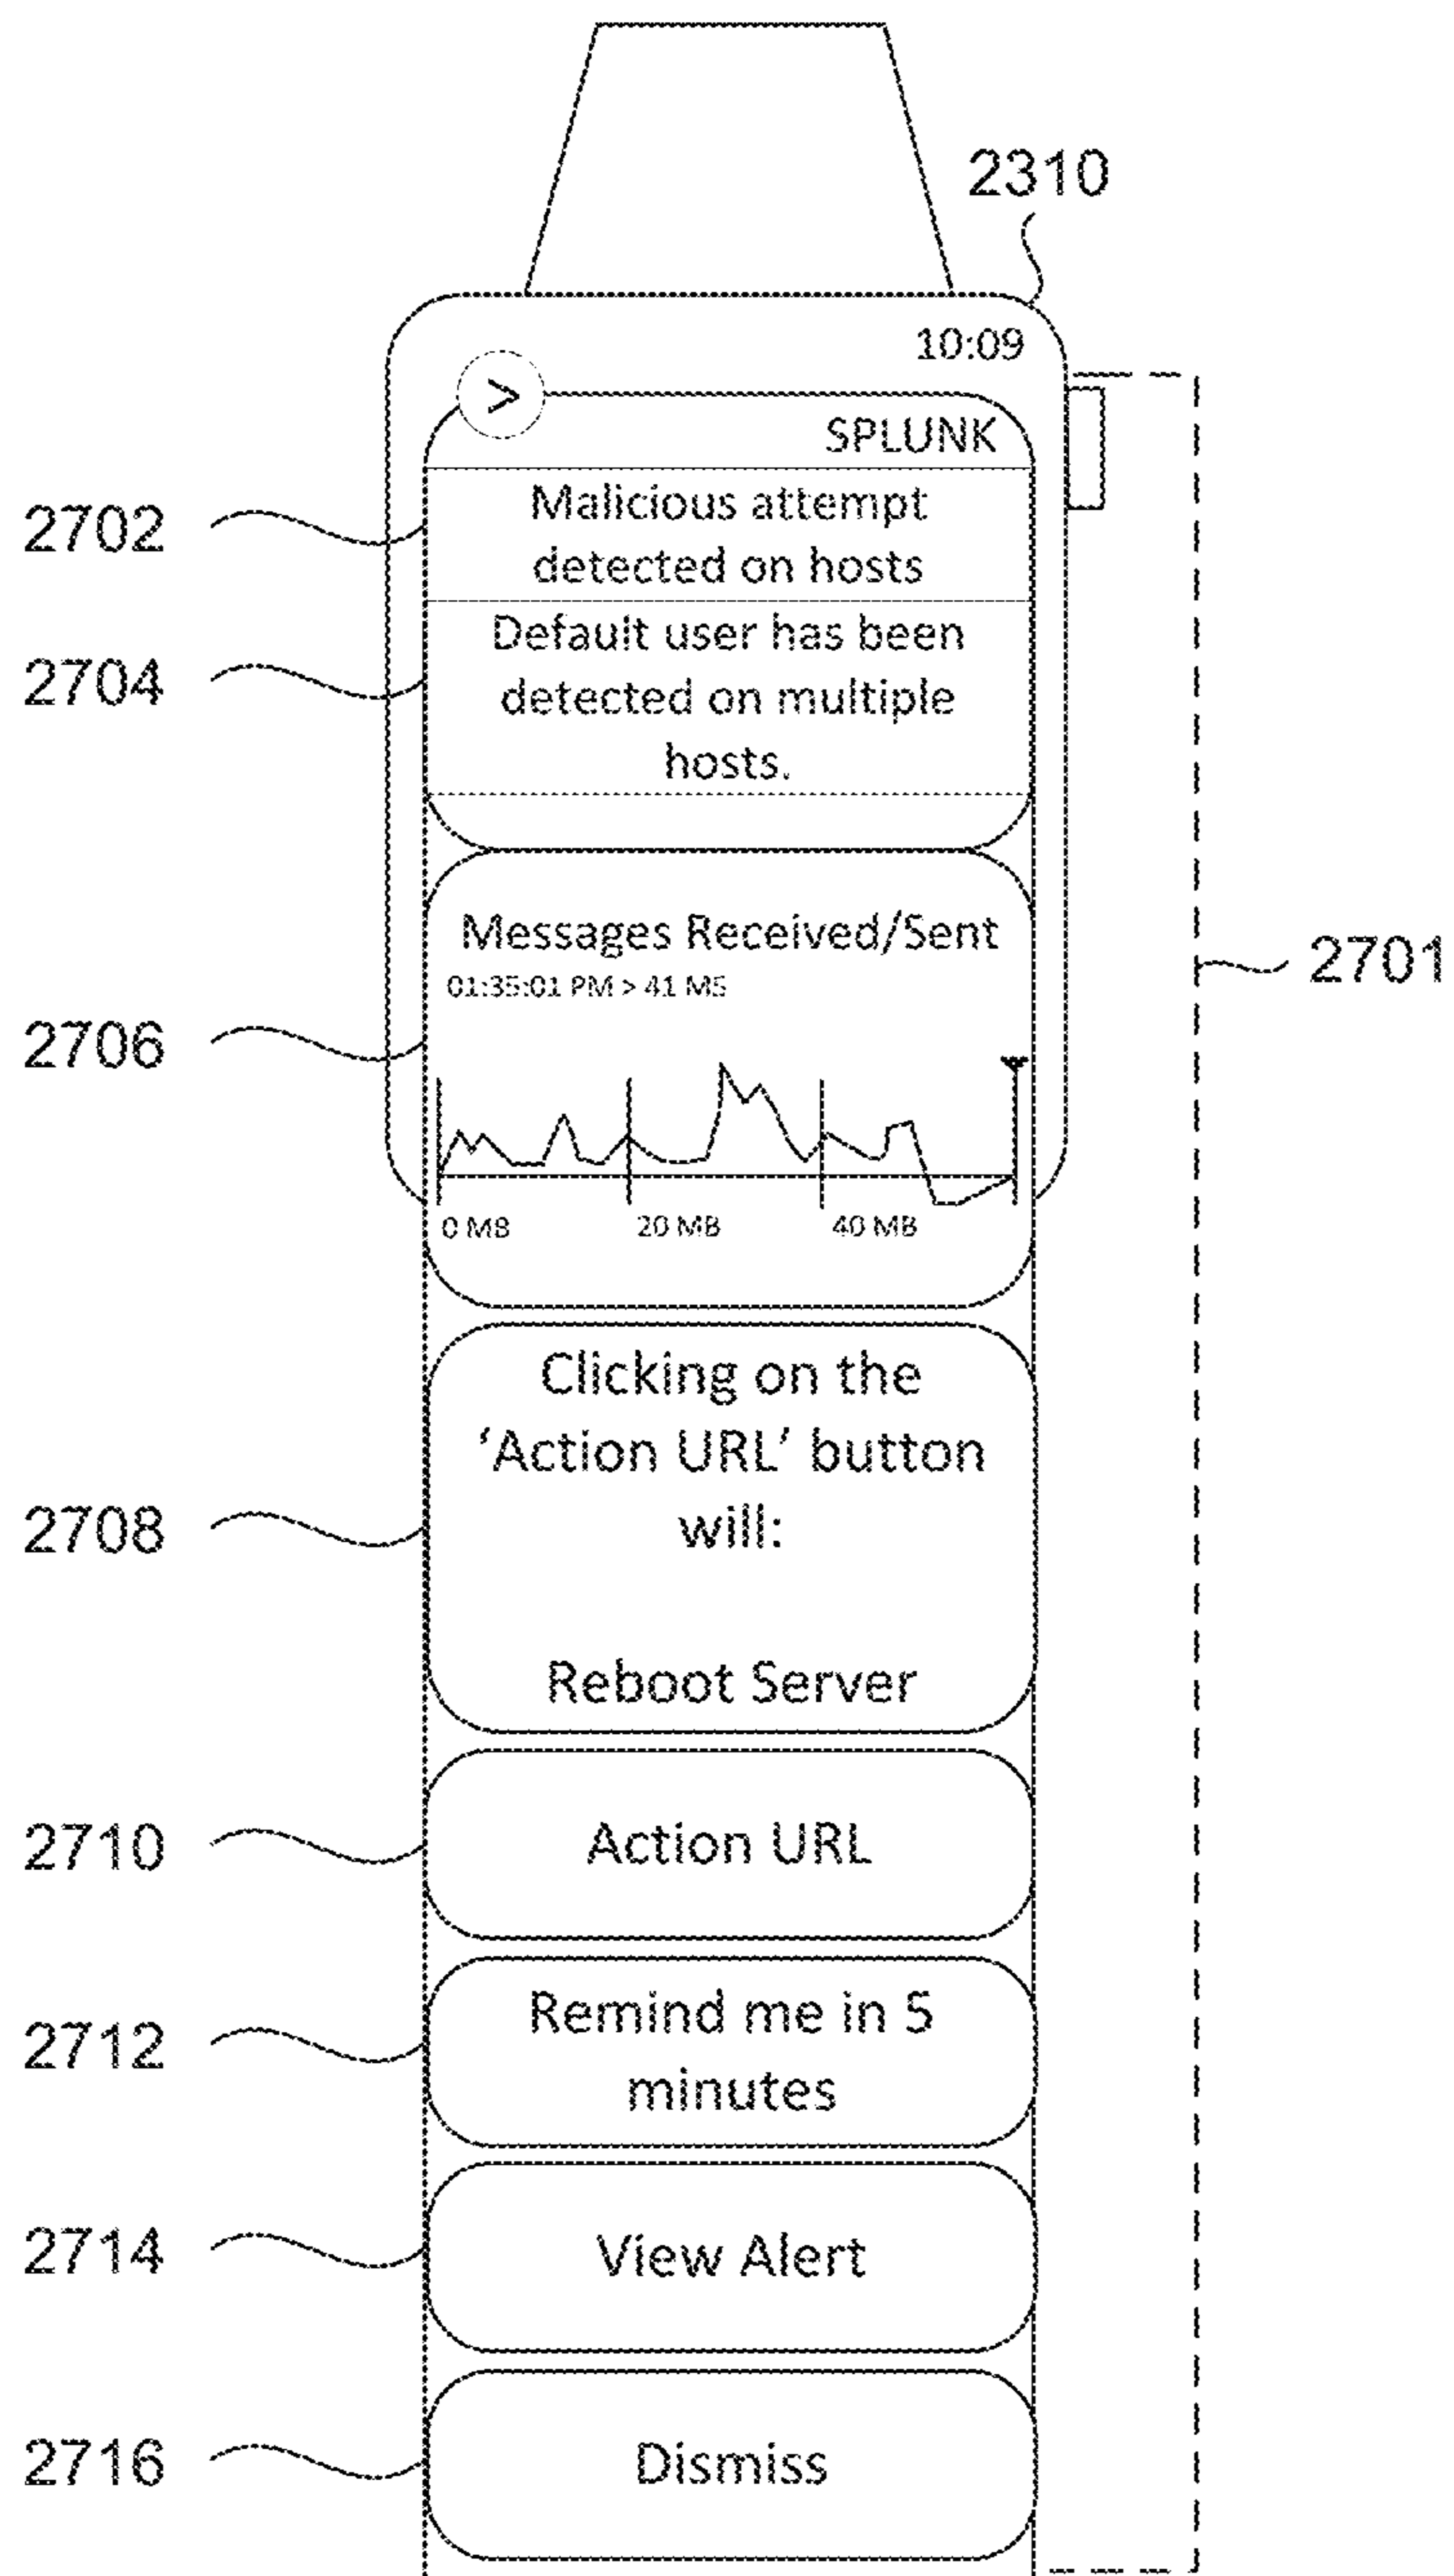 2310
10:09
>
SPLUNK
2702
Malicious attempt
detected on hosts
2704
Default user has been
detected on multiple
hosts.
2701
2706
Messages Received/Sent
01:35:01 PM > 41 MS
0 MB
20 MB
40 MB
2708
Clicking on the
‘Action URL’ button
will:
Reboot Server
2710
Action URL
2712
Remind me in 5
minutes
2714
View Alert
2716
Dismiss